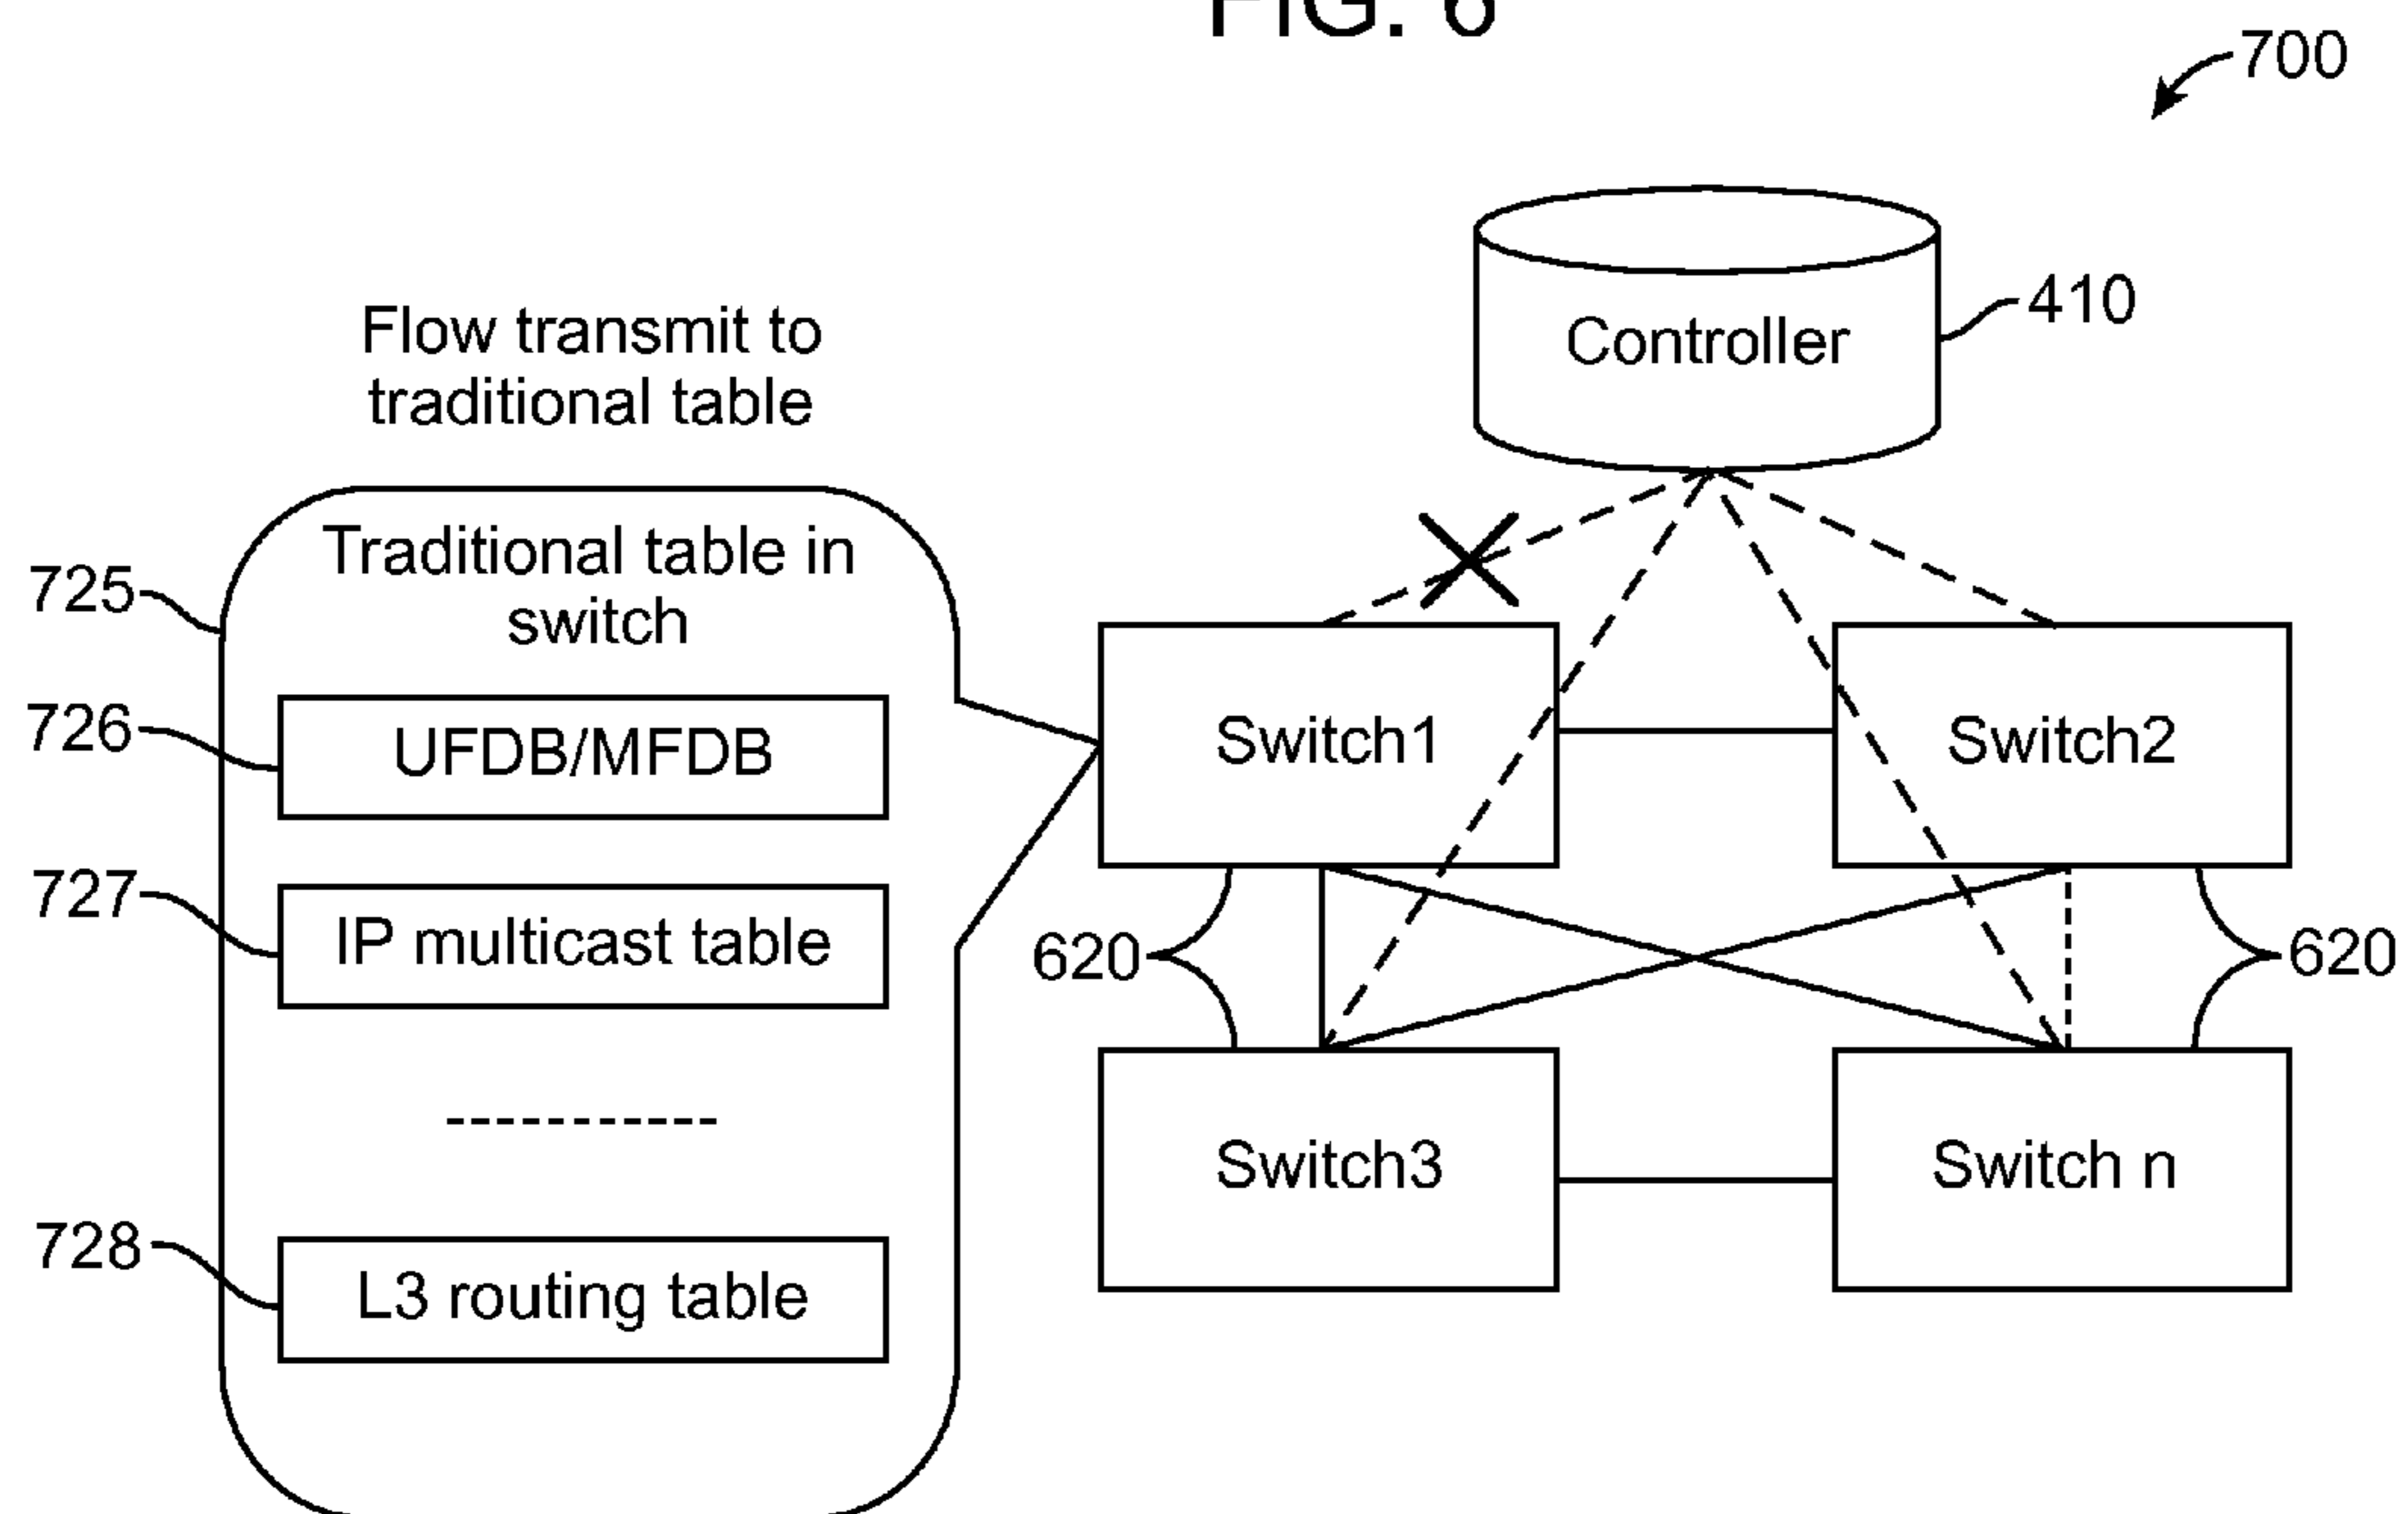 FIG. 6
700
Controller
410
Flow transmit to
traditional table
Traditional table in
switch
725
726
UFDB/MFDB
727
IP multicast table
728
L3 routing table
Switch1
Switch2
620
620
Switch3
Switch n